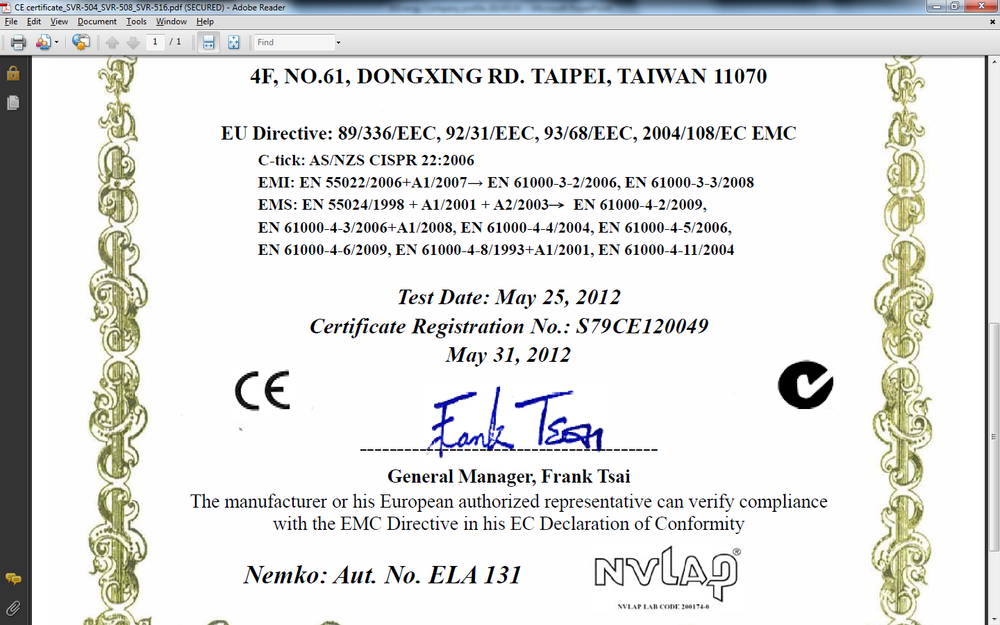 CE certificate_SVR-504_SVR-508_SVR-516.pdf (SECURED) - Adobe Reader
File Edit View Document Tools Window Help
1 / 1 Find
4F, NO.61, DONGXING RD. TAIPEI, TAIWAN 11070
EU Directive: 89/336/EEC, 92/31/EEC, 93/68/EEC, 2004/108/EC EMC
C-tick: AS/NZS CISPR 22:2006
EMI: EN 55022/2006+A1/2007→ EN 61000-3-2/2006, EN 61000-3-3/2008
EMS: EN 55024/1998 + A1/2001 + A2/2003→ EN 61000-4-2/2009,
EN 61000-4-3/2006+A1/2008, EN 61000-4-4/2004, EN 61000-4-5/2006,
EN 61000-4-6/2009, EN 61000-4-8/1993+A1/2001, EN 61000-4-11/2004
Test Date: May 25, 2012
Certificate Registration No.: S79CE120049
May 31, 2012
CE
Frank Tsai
General Manager, Frank Tsai
The manufacturer or his European authorized representative can verify compliance
with the EMC Directive in his EC Declaration of Conformity
Nemko: Aut. No. ELA 131
NVLAP®
NVLAP LAB CODE 200174-0